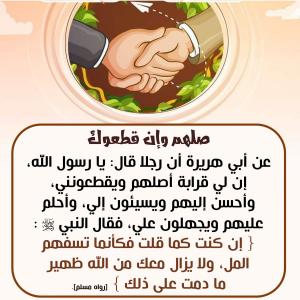 صلهم وإن قطعوك
عن أبي هريرة أن رجلا قال: يا رسول الله،
إن لي قرابة أصلهم ويقطعونني،
وأحسن إليهم ويسيئون إلي، وأحلم
عليهم ويجهلون علي، فقال النبي ﷺ :
{ إن كنت كما قلت فكأنما تسفهم
المل، ولا يزال معك من الله ظهير
ما دمت على ذلك } [رواه مسلم].